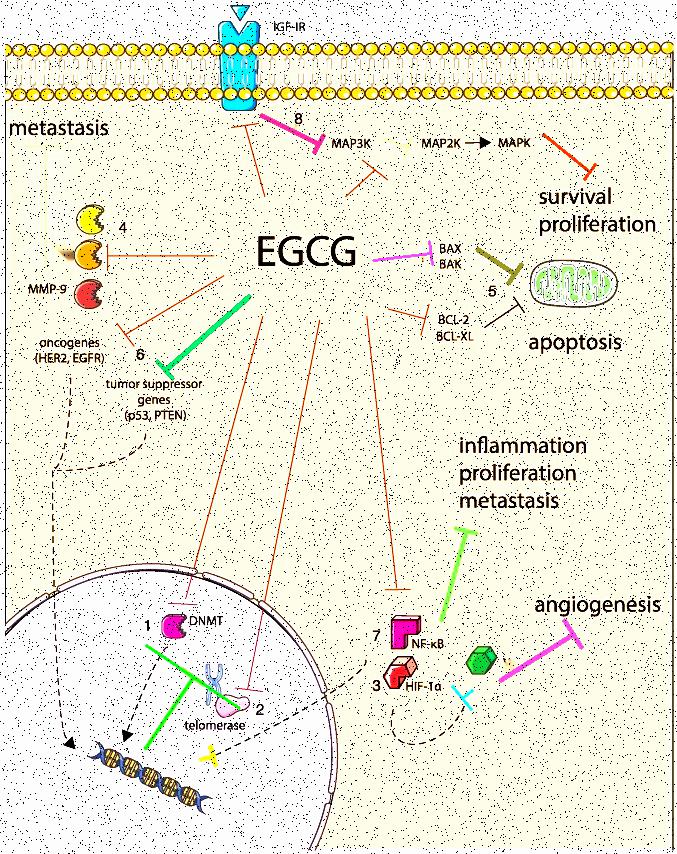 IGF-IR
metastasis
8
MAP3K
MAP2K
MAPK
survival
proliferation
4
EGCG
BAX
BAK
MMP-9
5
BCL-2
BCL-XL
apoptosis
oncogenes
(HER2, EGFR)
6
tumor suppressor
genes
(p53, PTEN)
inflammation
proliferation
metastasis
angiogenesis
1
DNMT
7
NF-κB
3
HIF-1α
2
telomerase